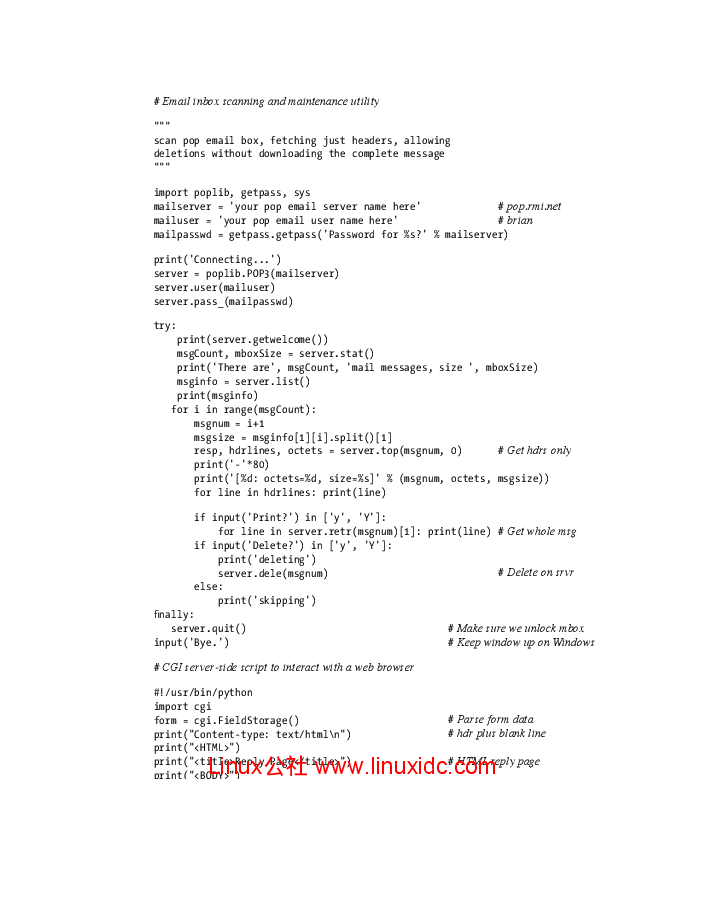 # Email inbox scanning and maintenance utility
"""
scan pop email box, fetching just headers, allowing
deletions without downloading the complete message
"""
import poplib, getpass, sys
mailserver = 'your pop email server name here' # pop.rmi.net
mailuser = 'your pop email user name here' # brian
mailpasswd = getpass.getpass('Password for %s?' % mailserver)
print('Connecting...')
server = poplib.POP3(mailserver)
server.user(mailuser)
server.pass_(mailpasswd)
try:
    print(server.getwelcome())
    msgCount, mboxSize = server.stat()
    print('There are', msgCount, 'mail messages, size ', mboxSize)
    msginfo = server.list()
    print(msginfo)
   for i in range(msgCount):
       msgnum = i+1
       msgsize = msginfo[1][i].split()[1]
       resp, hdrlines, octets = server.top(msgnum, 0) # Get hdrs only
       print('-'*80)
       print('[%d: octets=%d, size=%s]' % (msgnum, octets, msgsize))
       for line in hdrlines: print(line)
       if input('Print?') in ['y', 'Y']:
           for line in server.retr(msgnum)[1]: print(line) # Get whole msg
       if input('Delete?') in ['y', 'Y']:
           print('deleting')
           server.dele(msgnum) # Delete on srvr
       else:
           print('skipping')
finally:
   server.quit() # Make sure we unlock mbox
input('Bye.') # Keep window up on Windows
# CGI server-side script to interact with a web browser
#!/usr/bin/python
import cgi
form = cgi.FieldStorage() # Parse form data
print("Content-type: text/html\n") # hdr plus blank line
print("<HTML>")
print("<title>Reply Page</title>") # HTML reply page
Linux公社 www.linuxidc.com
print("<BODY>")